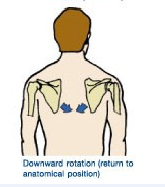 Downward rotation (return to
anatomical position)